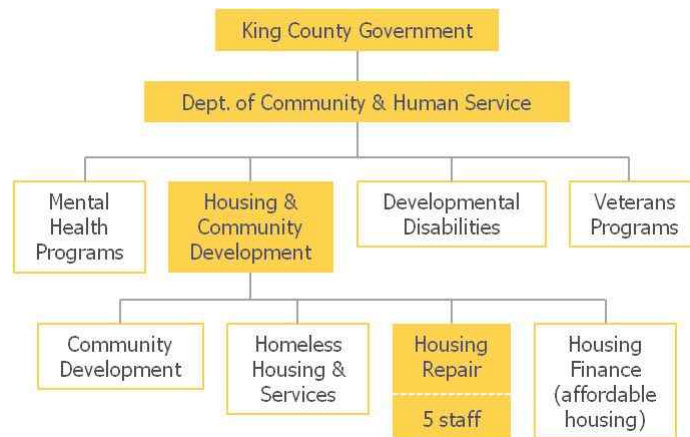 King County Government
Dept. of Community & Human Service
Mental
Health
Programs
Housing &
Community
Development
Developmental
Disabilities
Veterans
Programs
Community
Development
Homeless
Housing &
Services
Housing
Repair
5 staff
Housing
Finance
(affordable
housing)